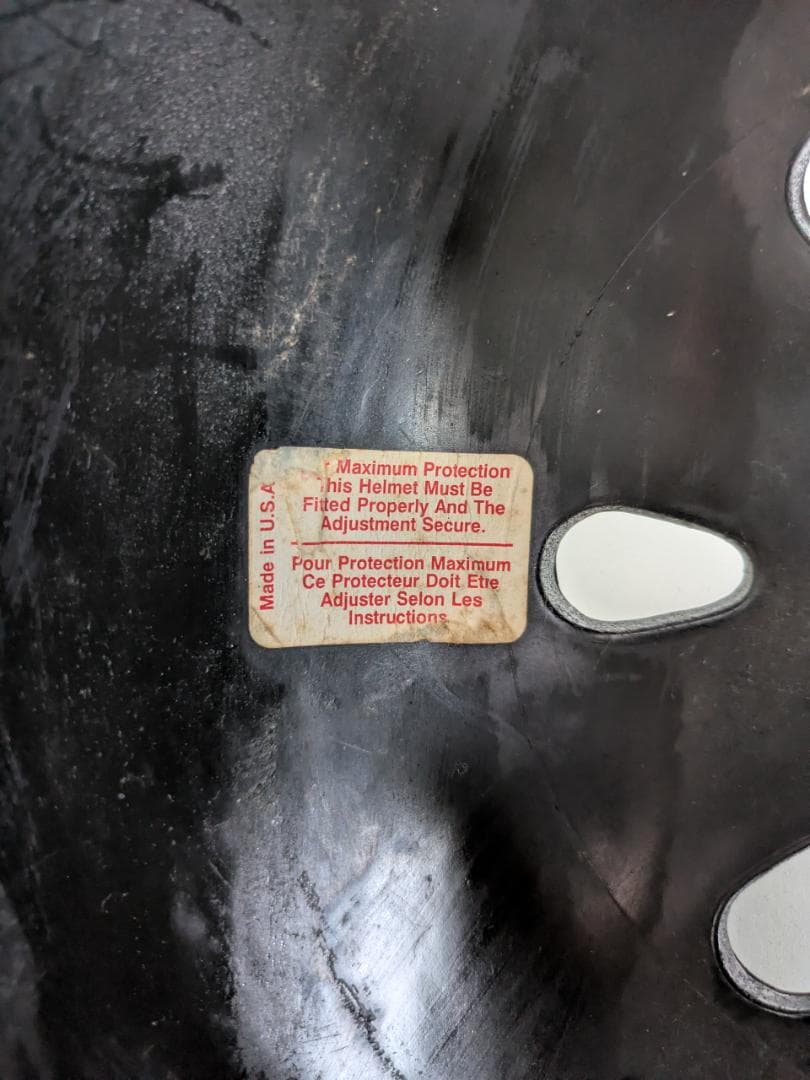 Maximum Protection
This Helmet Must Be
Fitted Properly And The
Adjustment Secure.
Pour Protection Maximum
Ce Protecteur Doit Etre
Adjuster Selon Les
Instructions
Made in U.S.A